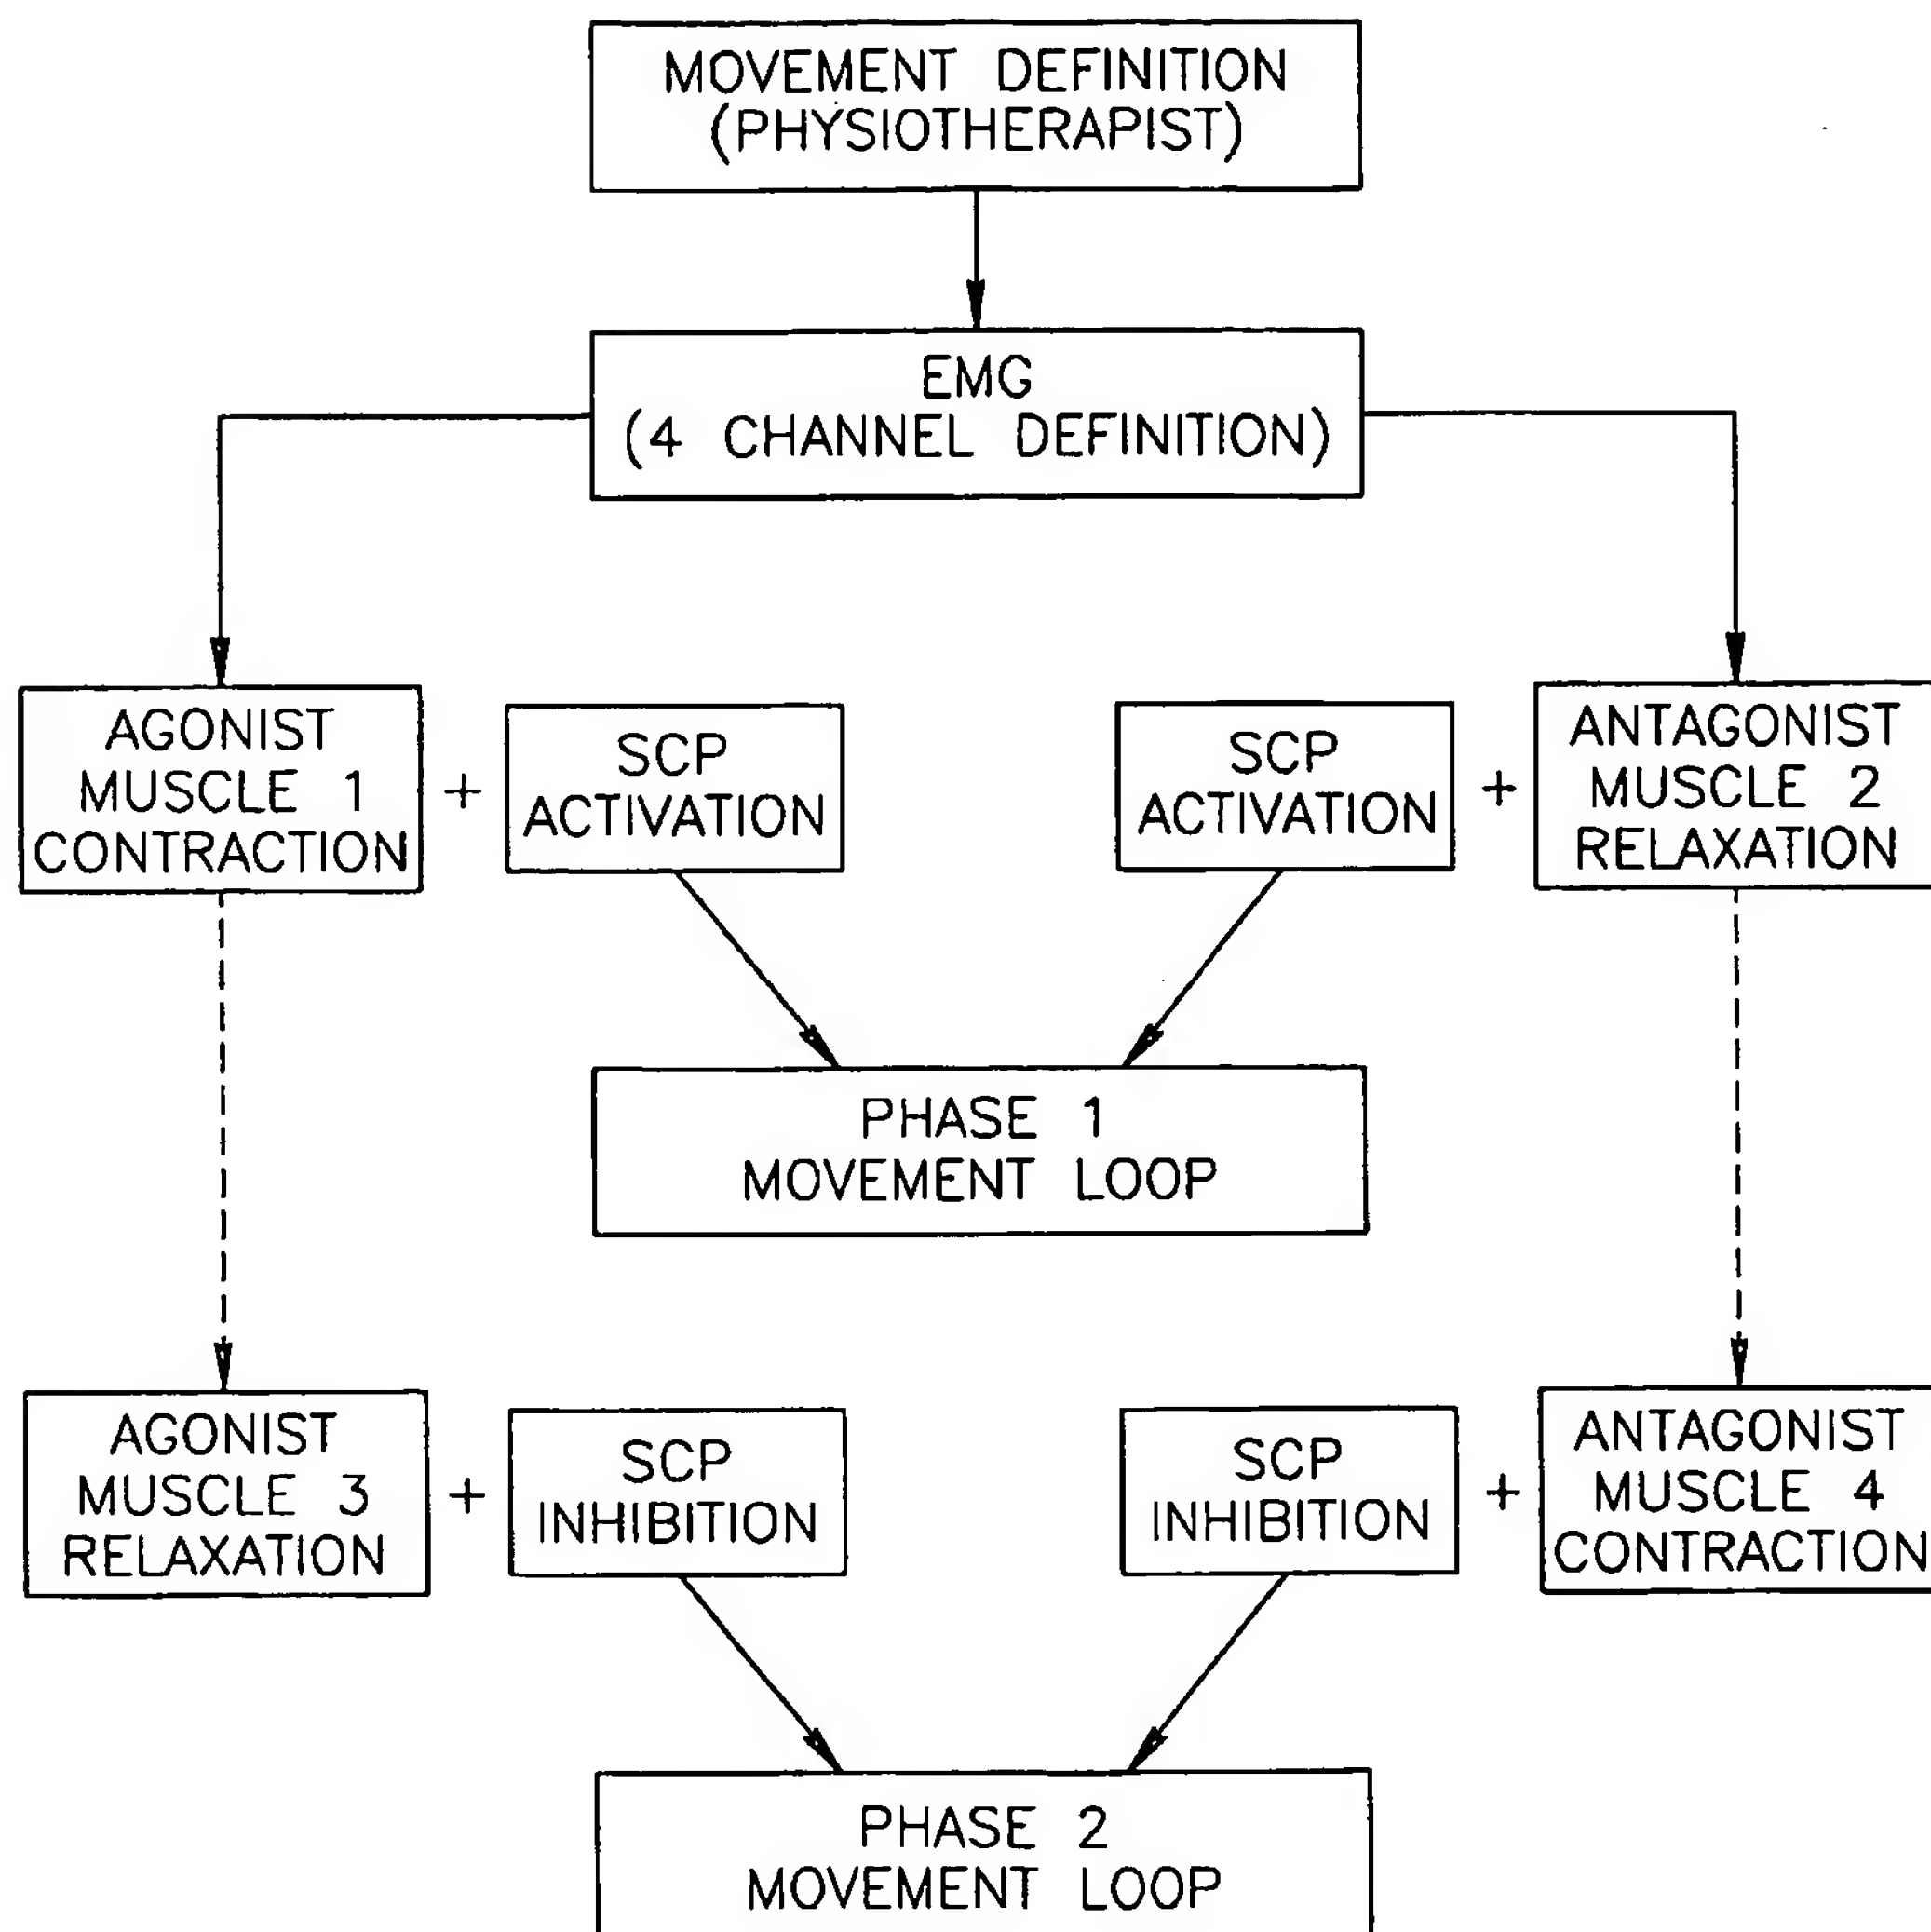 MOVEMENT DEFINITION
(PHYSIOTHERAPIST)
EMG
(4 CHANNEL DEFINITION)
AGONIST
MUSCLE 1
CONTRACTION
+
SCP
ACTIVATION
SCP
ACTIVATION
+
ANTAGONIST
MUSCLE 2
RELAXATION
PHASE 1
MOVEMENT LOOP
AGONIST
MUSCLE 3
RELAXATION
+
SCP
INHIBITION
SCP
INHIBITION
+
ANTAGONIST
MUSCLE 4
CONTRACTION
PHASE 2
MOVEMENT LOOP